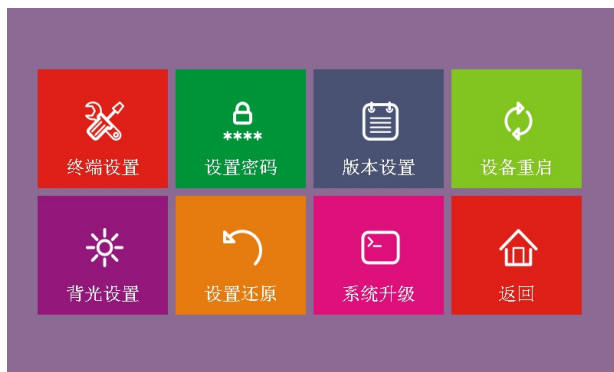 ****
终端设置
设置密码
版本设置
设备重启
背光设置
设置还原
系统升级
返回